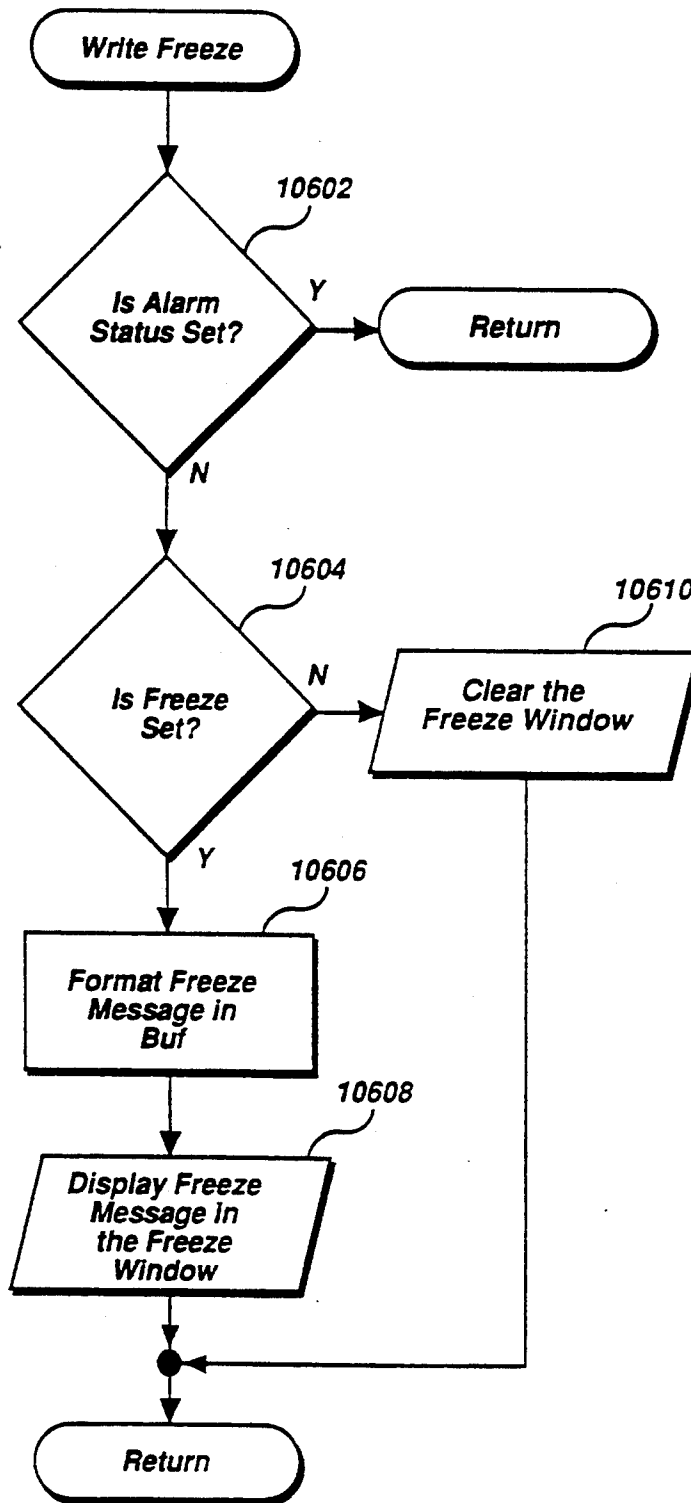 Write Freeze
10602
Is Alarm
Status Set?
Y
Return
N
10604
Is Freeze
Set?
N
10610
Clear the
Freeze Window
Y
10606
Format Freeze
Message in
Buf
10608
Display Freeze
Message in
the Freeze
Window
Return